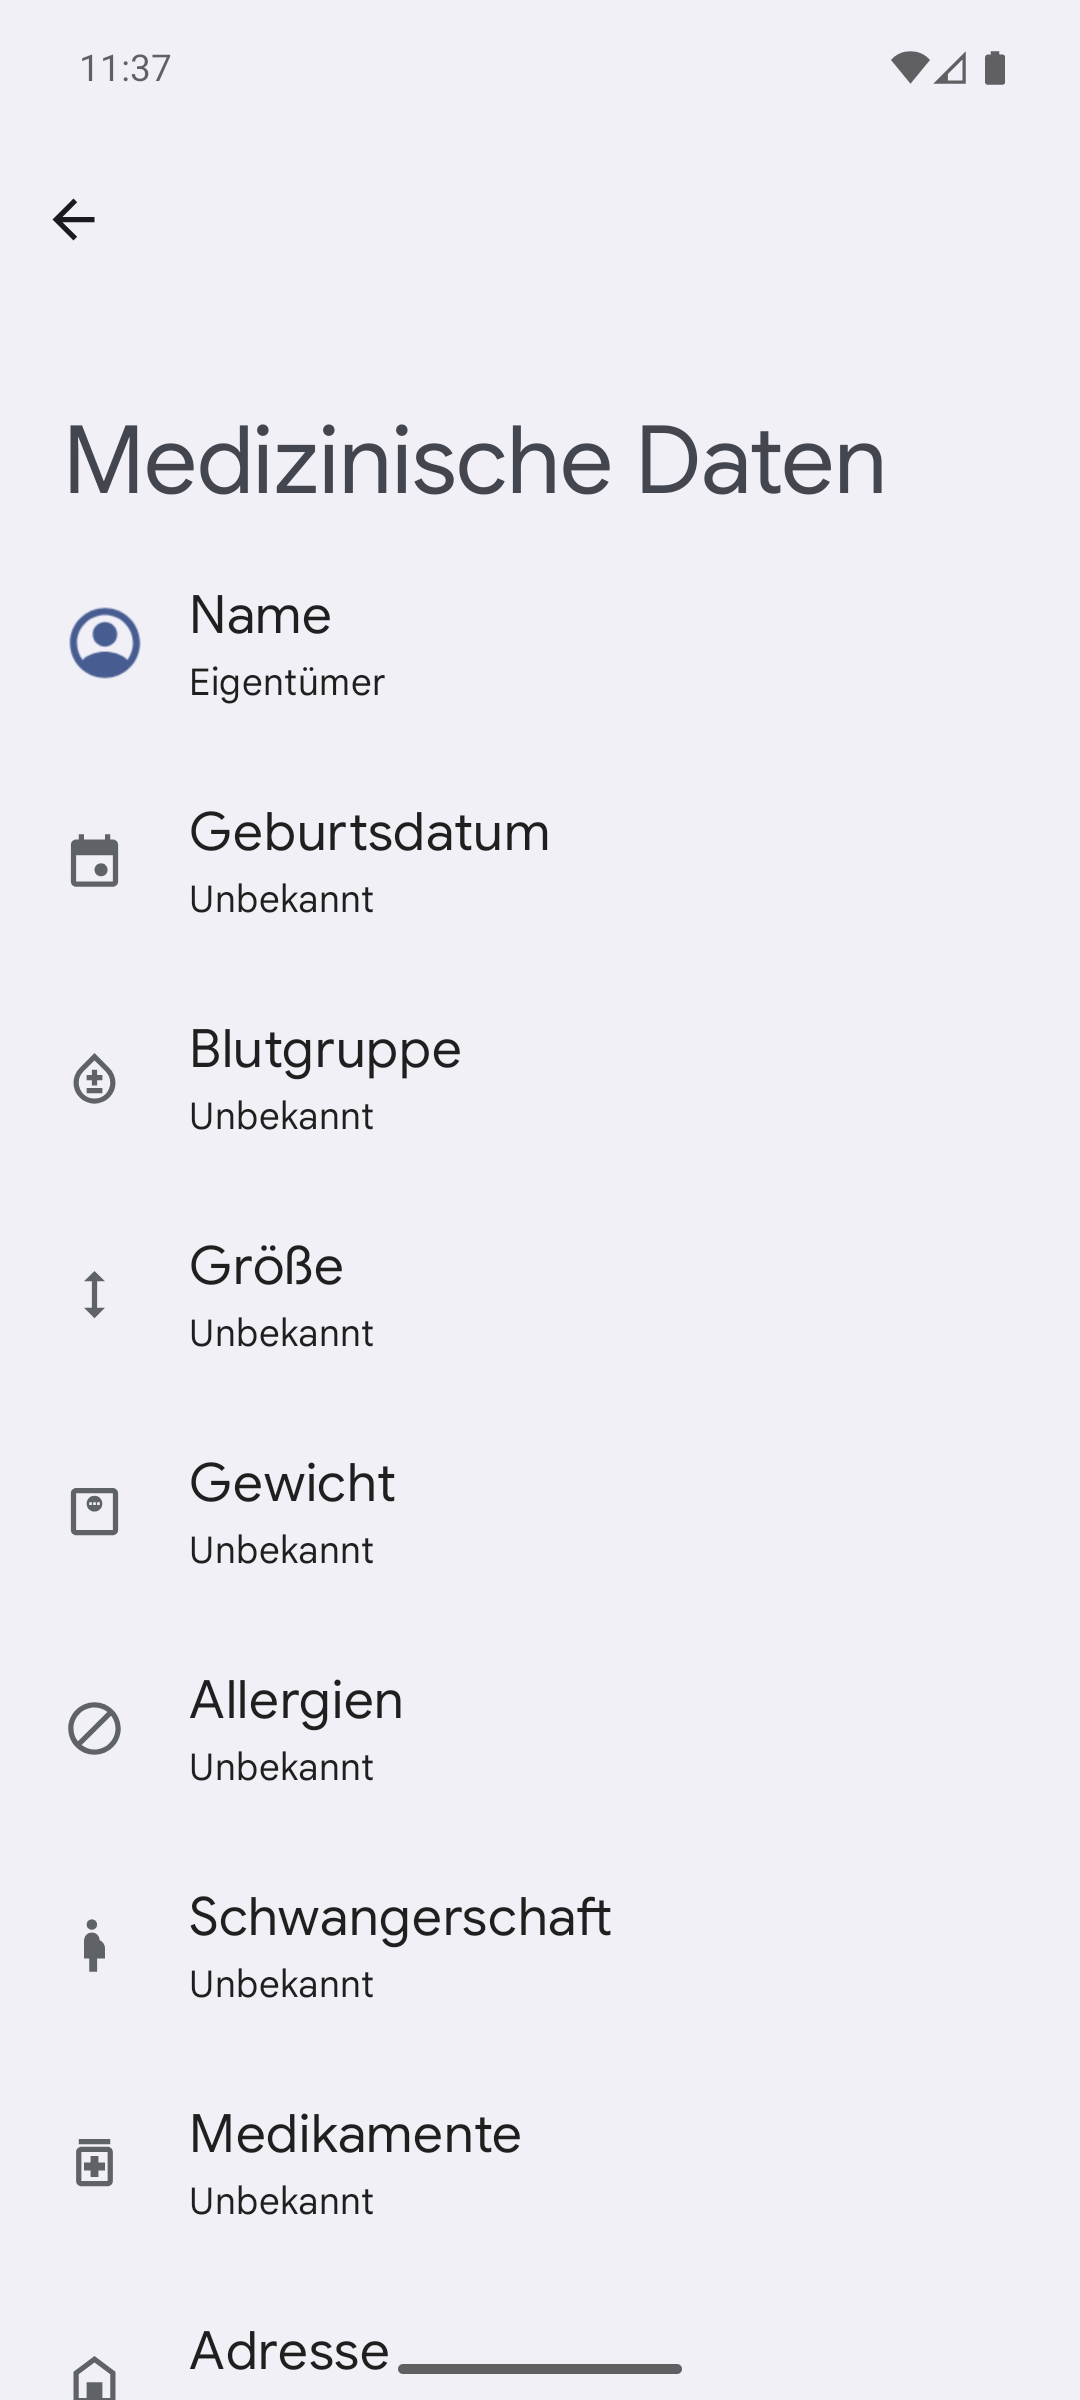 11:37
Medizinische Daten
Name
Eigentümer
Geburtsdatum
Unbekannt
Blutgruppe
Unbekannt
Größe
Unbekannt
Gewicht
Unbekannt
Allergien
Unbekannt
Schwangerschaft
Unbekannt
Medikamente
Unbekannt
Adresse